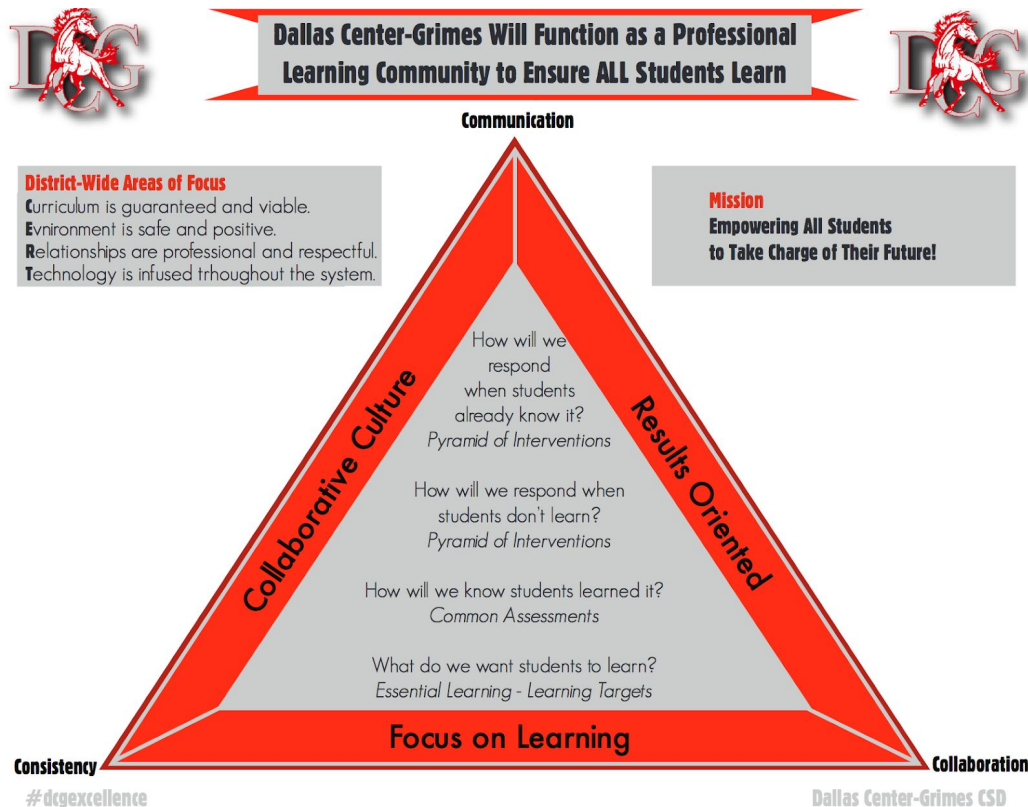 DCG
Dallas Center-Grimes Will Function as a Professional
Learning Community to Ensure ALL Students Learn
DCG
Communication
District-Wide Areas of Focus
Curriculum is guaranteed and viable.
Evnironment is safe and positive.
Relationships are professional and respectful.
Technology is infused trhoughout the system.
Mission
Empowering All Students
to Take Charge of Their Future!
Collaborative Culture
How will we
respond
when students
already know it?
Pyramid of Interventions
How will we respond when
students don't learn?
Pyramid of Interventions
How will we know students learned it?
Common Assessments
What do we want students to learn?
Essential Learning - Learning Targets
Results Oriented
Focus on Learning
Consistency
Collaboration
#dcgexcellence
Dallas Center-Grimes CSD